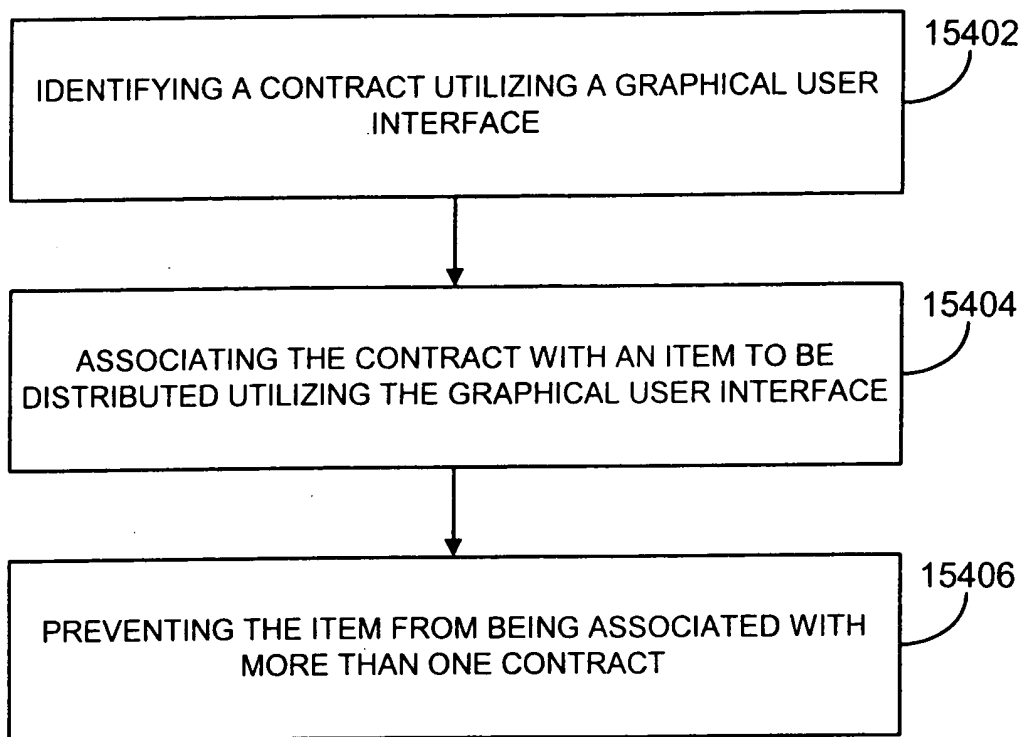 15402
IDENTIFYING A CONTRACT UTILIZING A GRAPHICAL USER
INTERFACE
15404
ASSOCIATING THE CONTRACT WITH AN ITEM TO BE
DISTRIBUTED UTILIZING THE GRAPHICAL USER INTERFACE
15406
PREVENTING THE ITEM FROM BEING ASSOCIATED WITH
MORE THAN ONE CONTRACT